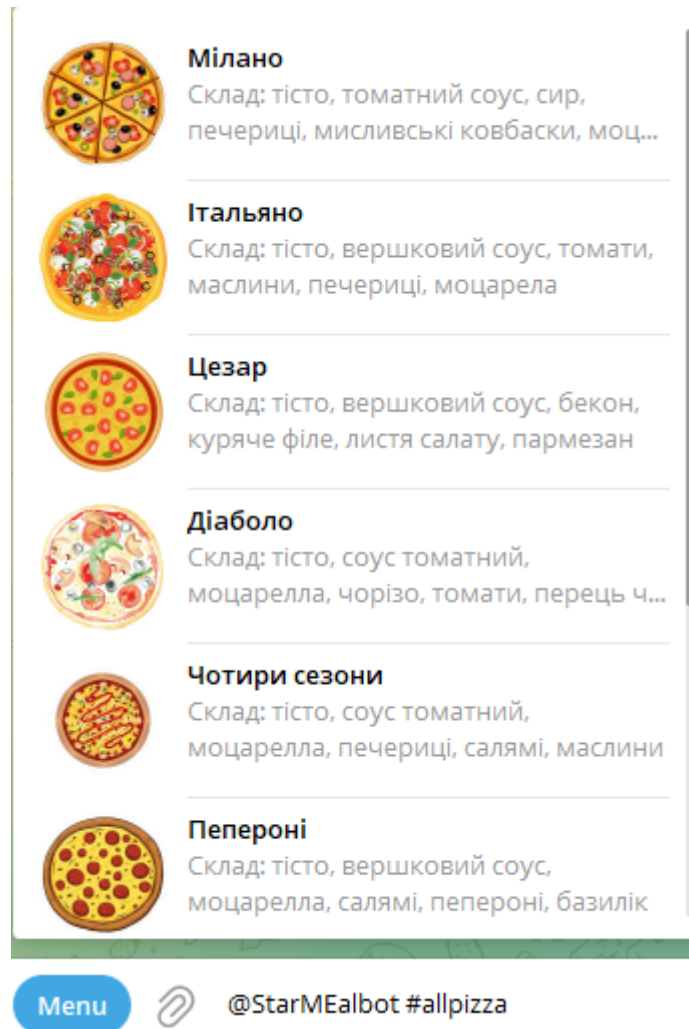 Мілано
Склад: тісто, томатний соус, сир,
печериці, мисливські ковбаски, моц...
Італьяно
Склад: тісто, вершковий соус, томати,
маслини, печериці, моцарела
Цезар
Склад: тісто, вершковий соус, бекон,
куряче філе, листя салату, пармезан
Діаболо
Склад: тісто, соус томатний,
моцарелла, чорізо, томати, перець ч...
Чотири сезони
Склад: тісто, соус томатний,
моцарелла, печериці, салямі, маслини
Пепероні
Склад: тісто, вершковий соус,
моцарелла, салямі, пепероні, базилік
Menu @StarMEalbot #allpizza